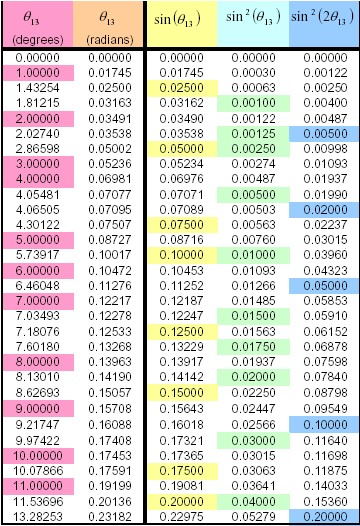 θ13 θ13 sin(θ13) sin²(θ13) sin²(2θ13)
(degrees) (radians)
0.00000 0.00000 0.00000 0.00000 0.00000
1.00000 0.01745 0.01745 0.00030 0.00122
1.43254 0.02500 0.02500 0.00063 0.00250
1.81215 0.03163 0.03162 0.00100 0.00400
2.00000 0.03491 0.03490 0.00122 0.00487
2.02740 0.03538 0.03538 0.00125 0.00500
2.86598 0.05002 0.05000 0.00250 0.00998
3.00000 0.05236 0.05234 0.00274 0.01093
4.00000 0.06981 0.06976 0.00487 0.01937
4.05481 0.07077 0.07071 0.00500 0.01990
4.06505 0.07095 0.07089 0.00503 0.02000
4.30122 0.07507 0.07500 0.00563 0.02237
5.00000 0.08727 0.08716 0.00760 0.03015
5.73917 0.10017 0.10000 0.01000 0.03960
6.00000 0.10472 0.10453 0.01093 0.04323
6.46048 0.11276 0.11252 0.01266 0.05000
7.00000 0.12217 0.12187 0.01485 0.05853
7.03493 0.12278 0.12247 0.01500 0.05910
7.18076 0.12533 0.12500 0.01563 0.06152
7.60180 0.13268 0.13229 0.01750 0.06878
8.00000 0.13963 0.13917 0.01937 0.07598
8.13010 0.14190 0.14142 0.02000 0.07840
8.62693 0.15057 0.15000 0.02250 0.08798
9.00000 0.15708 0.15643 0.02447 0.09549
9.21747 0.16088 0.16018 0.02566 0.10000
9.97422 0.17408 0.17321 0.03000 0.11640
10.00000 0.17453 0.17365 0.03015 0.11698
10.07866 0.17591 0.17500 0.03063 0.11875
11.00000 0.19199 0.19081 0.03641 0.14033
11.53696 0.20136 0.20000 0.04000 0.15360
13.28253 0.23182 0.22975 0.05279 0.20000